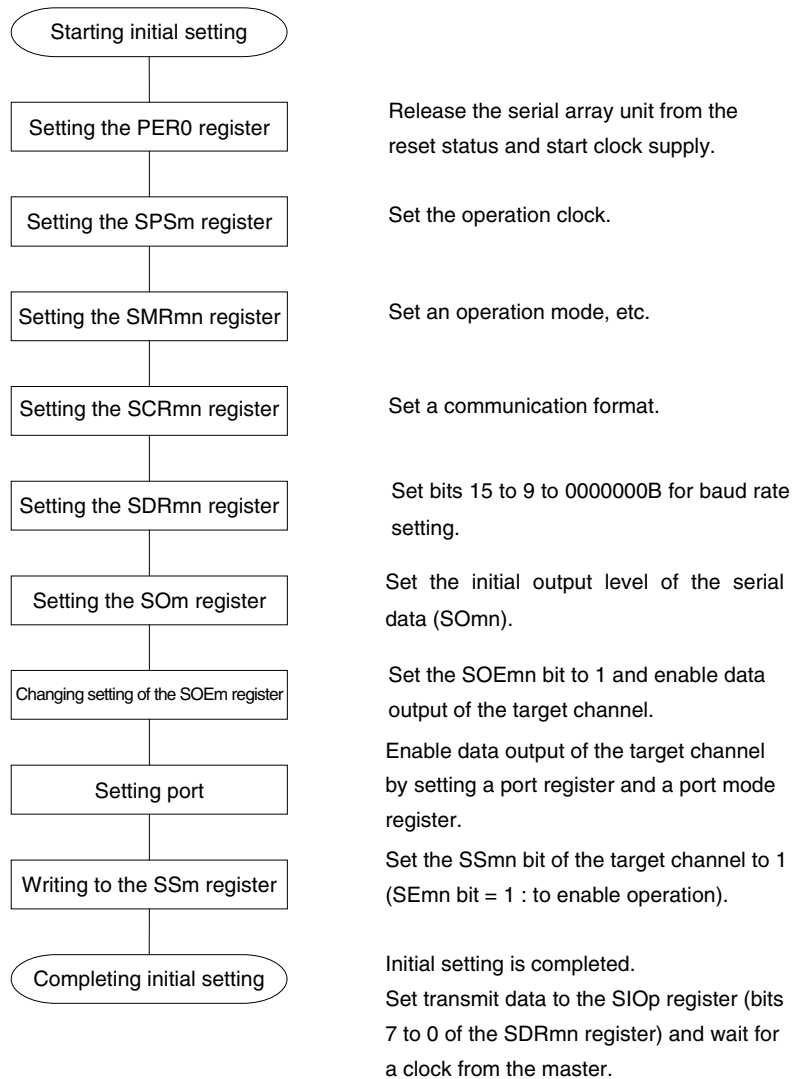 Starting initial setting
Setting the PER0 register
Release the serial array unit from the
reset status and start clock supply.
Setting the SPSm register
Set the operation clock.
Setting the SMRmn register
Set an operation mode, etc.
Setting the SCRmn register
Set a communication format.
Setting the SDRmn register
Set bits 15 to 9 to 0000000B for baud rate
setting.
Setting the SOm register
Set the initial output level of the serial
data (SOmn).
Changing setting of the SOEm register
Set the SOEmn bit to 1 and enable data
output of the target channel.
Setting port
Enable data output of the target channel
by setting a port register and a port mode
register.
Writing to the SSm register
Set the SSmn bit of the target channel to 1
(SEmn bit = 1 : to enable operation).
Completing initial setting
Initial setting is completed.
Set transmit data to the SIOp register (bits
7 to 0 of the SDRmn register) and wait for
a clock from the master.